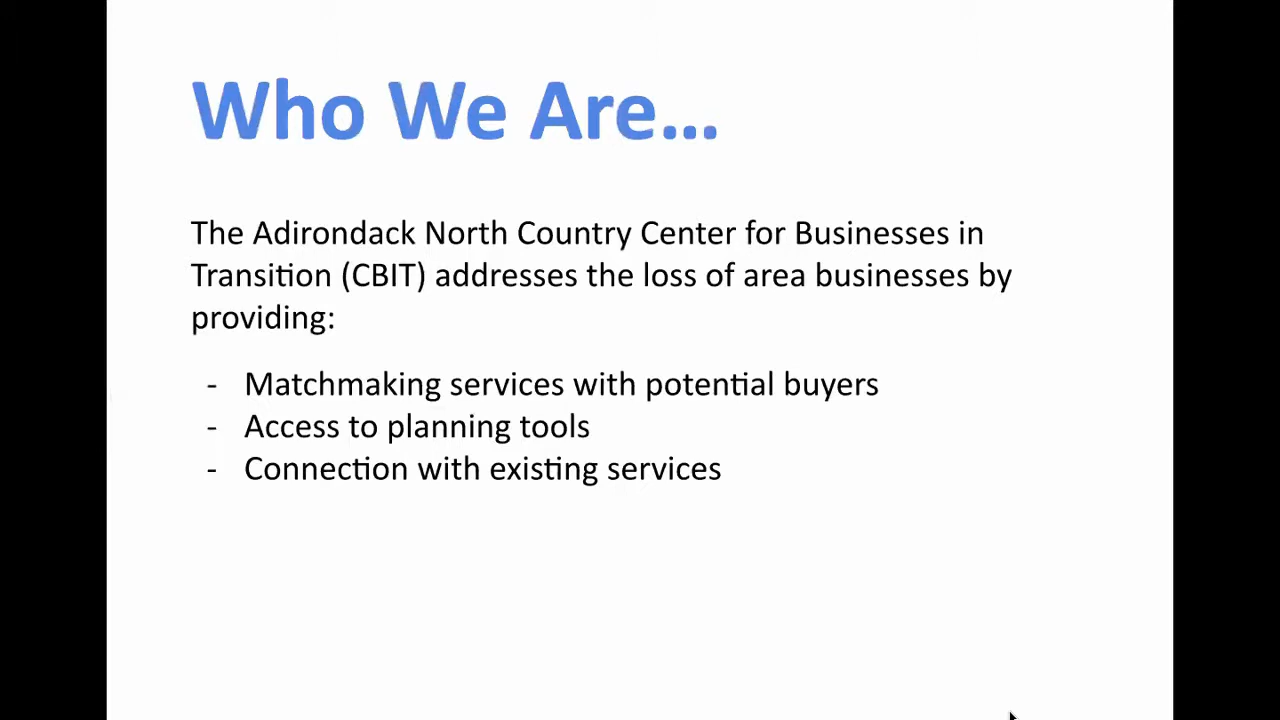 Who We Are...
The Adirondack North Country Center for Businesses in
Transition (CBIT) addresses the loss of area businesses by
providing:
- Matchmaking services with potential buyers
- Access to planning tools
- Connection with existing services